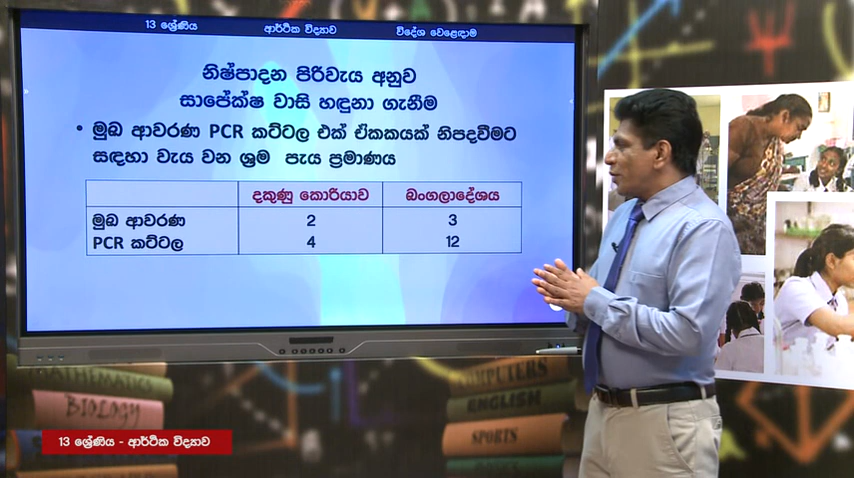 13 ශ්‍රේණිය ආර්ථික විද්‍යාව විදේශ වෙළෙඳාම
නිෂ්පාදන පිරිවැය අනුව
සාපේක්ෂ වාසි හඳුනා ගැනීම
• මුඛ ආවරණ PCR කට්ටල එක් ඒකකයක් නිපදවීමට
සඳහා වැය වන ශ්‍රම පැය ප්‍රමාණය
දකුණු කොරියාව බංගලාදේශය
මුඛ ආවරණ 2 3
PCR කට්ටල 4 12
MATHEMATICS
BIOLOGY
COMPUTERS
ENGLISH
SPORTS
13 ශ්‍රේණිය - ආර්ථික විද්‍යාව